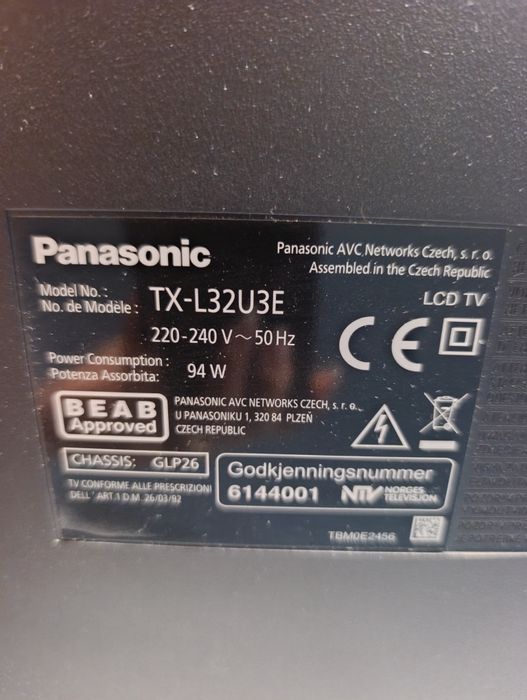 Panasonic
Panasonic AVC Networks Czech, s. r. o.
Assembled in the Czech Republic
Model No. :
No. de Modèle :
TX-L32U3E
LCD TV
220-240 V ~ 50 Hz
CE
Power Consumption :
Potenza Assorbita:
94 W
BEAB
Approved
PANASONIC AVC NETWORKS CZECH, s. r. o.
U PANASONIKU 1, 320 84 PLZEŇ
CZECH REPUBLIC
CHASSIS: GLP26
Godkjenningsnummer
6144001
NTV NORGES
TELEVISJON
TV CONFORME ALLE PRESCRIZIONI
DELL' ART.1 D.M. 26/03/92
TBM0E2456